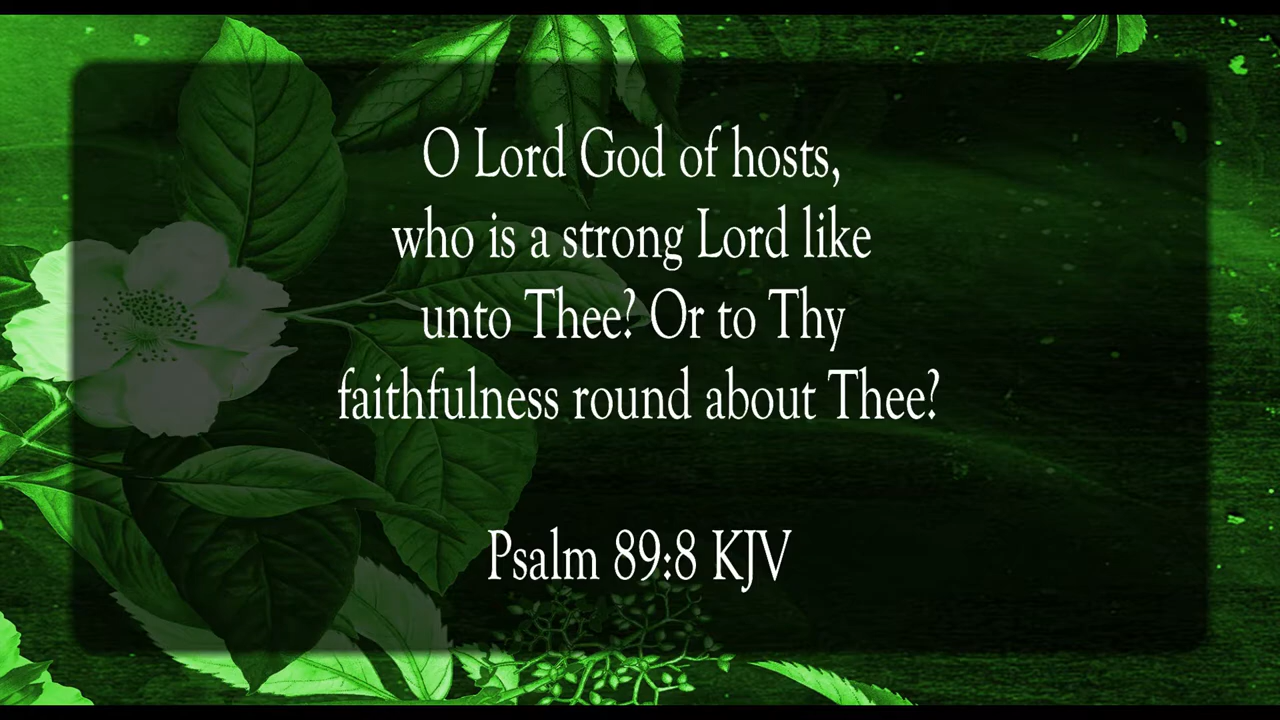 O Lord God of hosts,
who is a strong Lord like
unto Thee? Or to Thy
faithfulness round about Thee?
Psalm 89:8 KJV